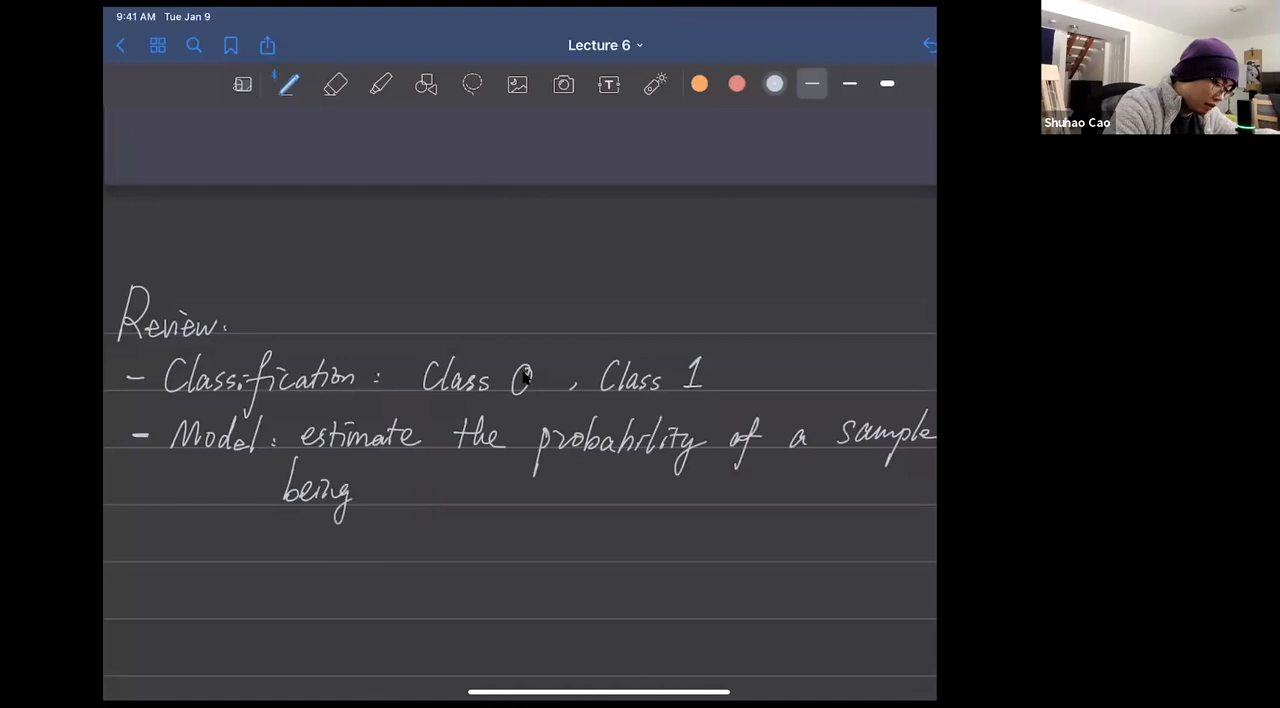 9:41 AM Tue Jan 9
Lecture 6
T
Shuhao Cao
Review.
- Classification : Class 0 , Class 1
- Model : estimate the probability of a sample
being